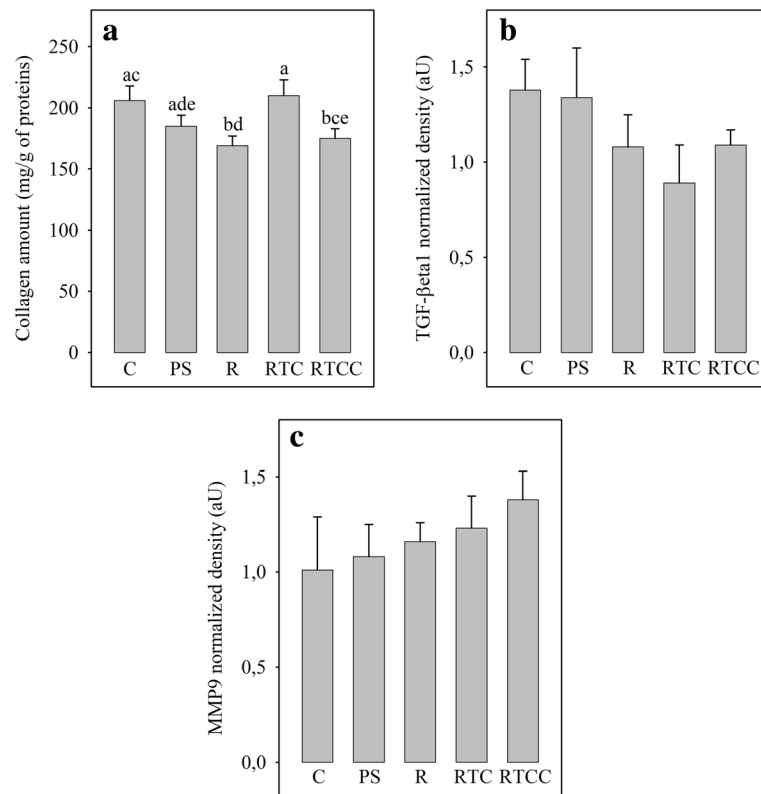 a
Collagen amount (mg/g of proteins)
250
200
150
100
50
0
ac
ade
bd
a
bce
C PS R RTC RTCC
b
TGF-βeta1 normalized density (aU)
1,5
1,0
0,5
0,0
C PS R RTC RTCC
c
MMP9 normalized density (aU)
1,5
1,0
0,5
0,0
C PS R RTC RTCC